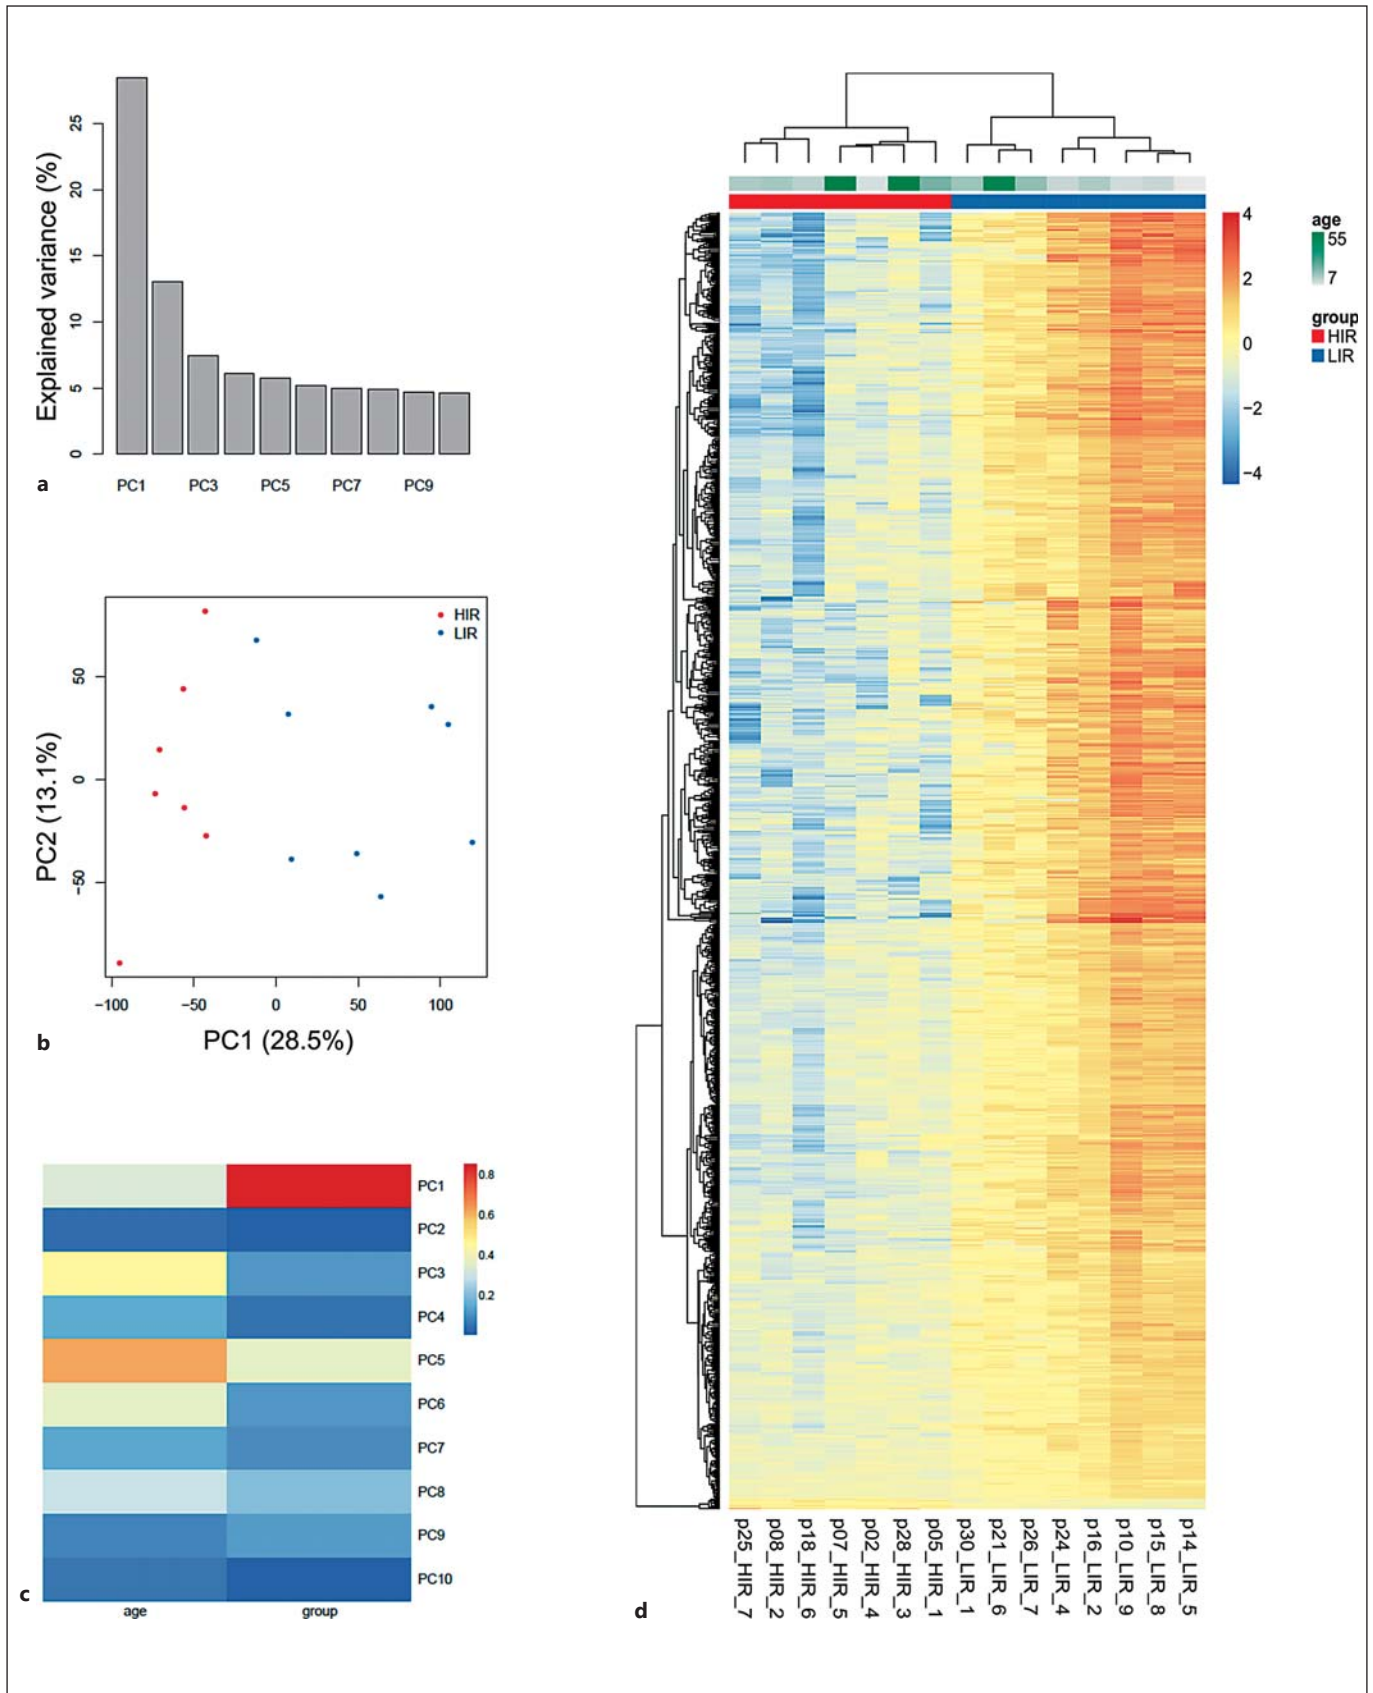 Explained variance (%)
25
20
15
10
5
0
PC1 PC3 PC5 PC7 PC9
a
HIR
LIR
PC2 (13.1%)
50
0
−50
−100 −50 0 50 100
PC1 (28.5%)
b
PC1
PC2
PC3
PC4
PC5
PC6
PC7
PC8
PC9
PC10
0.8
0.6
0.4
0.2
age group
c
4
2
0
−2
−4
age
55
7
group
HIR
LIR
p25_HIR_7
p08_HIR_2
p18_HIR_6
p07_HIR_5
p02_HIR_4
p28_HIR_3
p05_HIR_1
p30_LIR_1
p21_LIR_6
p26_LIR_7
p24_LIR_4
p16_LIR_2
p10_LIR_9
p15_LIR_8
p14_LIR_5
d